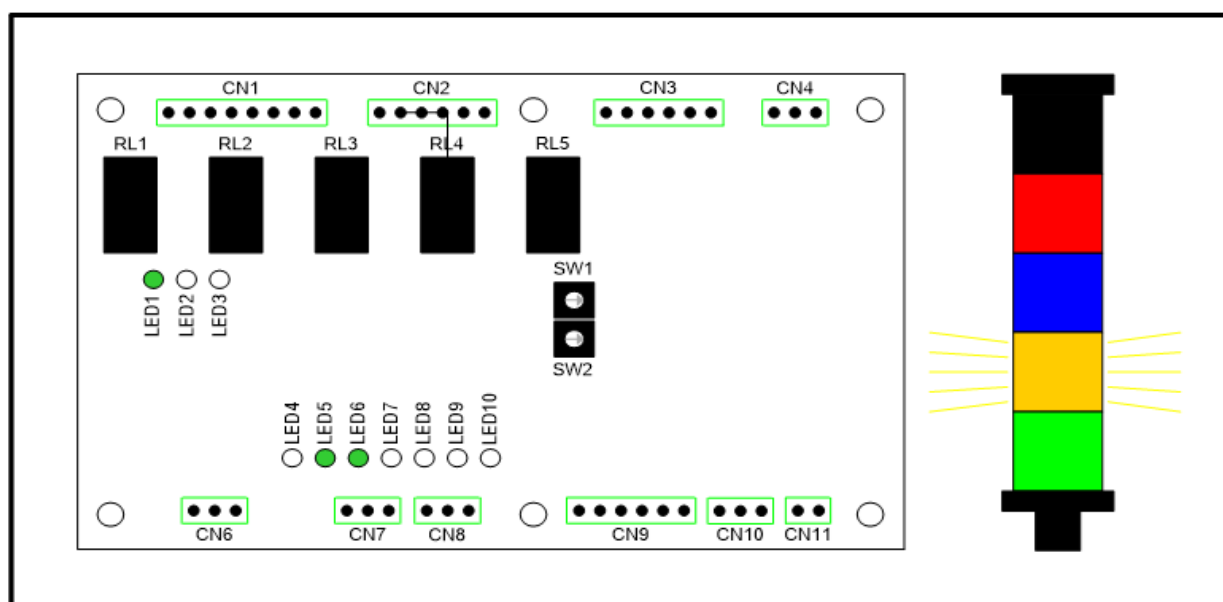 CN1 CN2 CN3 CN4
RL1 RL2 RL3 RL4 RL5
SW1
LED1 LED2 LED3
SW2
LED4 LED5 LED6 LED7 LED8 LED9 LED10
CN6 CN7 CN8 CN9 CN10 CN11